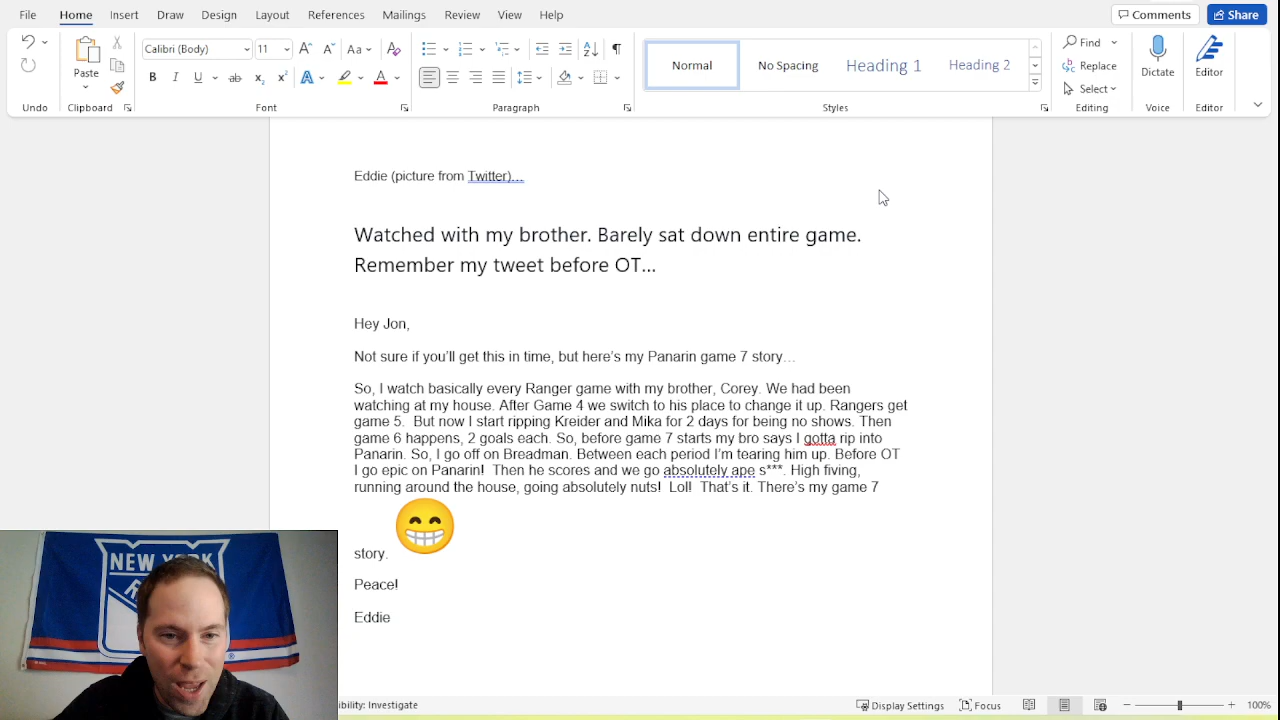 File Home Insert Draw Design Layout References Mailings Review View Help Comments Share
Calibri (Body) 11 Aa Find
Paste Normal No Spacing Heading 1 Heading 2 Replace Dictate Editor
B I U ab x₂ x² A A Select
Undo Clipboard Font Paragraph Styles Editing Voice Editor
Eddie (picture from Twitter)…
Watched with my brother. Barely sat down entire game.
Remember my tweet before OT…
Hey Jon,
Not sure if you’ll get this in time, but here’s my Panarin game 7 story…
So, I watch basically every Ranger game with my brother, Corey. We had been
watching at my house. After Game 4 we switch to his place to change it up. Rangers get
game 5.  But now I start ripping Kreider and Mika for 2 days for being no shows. Then
game 6 happens, 2 goals each. So, before game 7 starts my bro says I gotta rip into
Panarin. So, I go off on Breadman. Between each period I’m tearing him up. Before OT
I go epic on Panarin!  Then he scores and we go absolutely ape s***. High fiving,
running around the house, going absolutely nuts!  Lol!  That’s it. There’s my game 7
story.
Peace!
Eddie
NEW YORK
R
bility: Investigate Display Settings Focus 100%